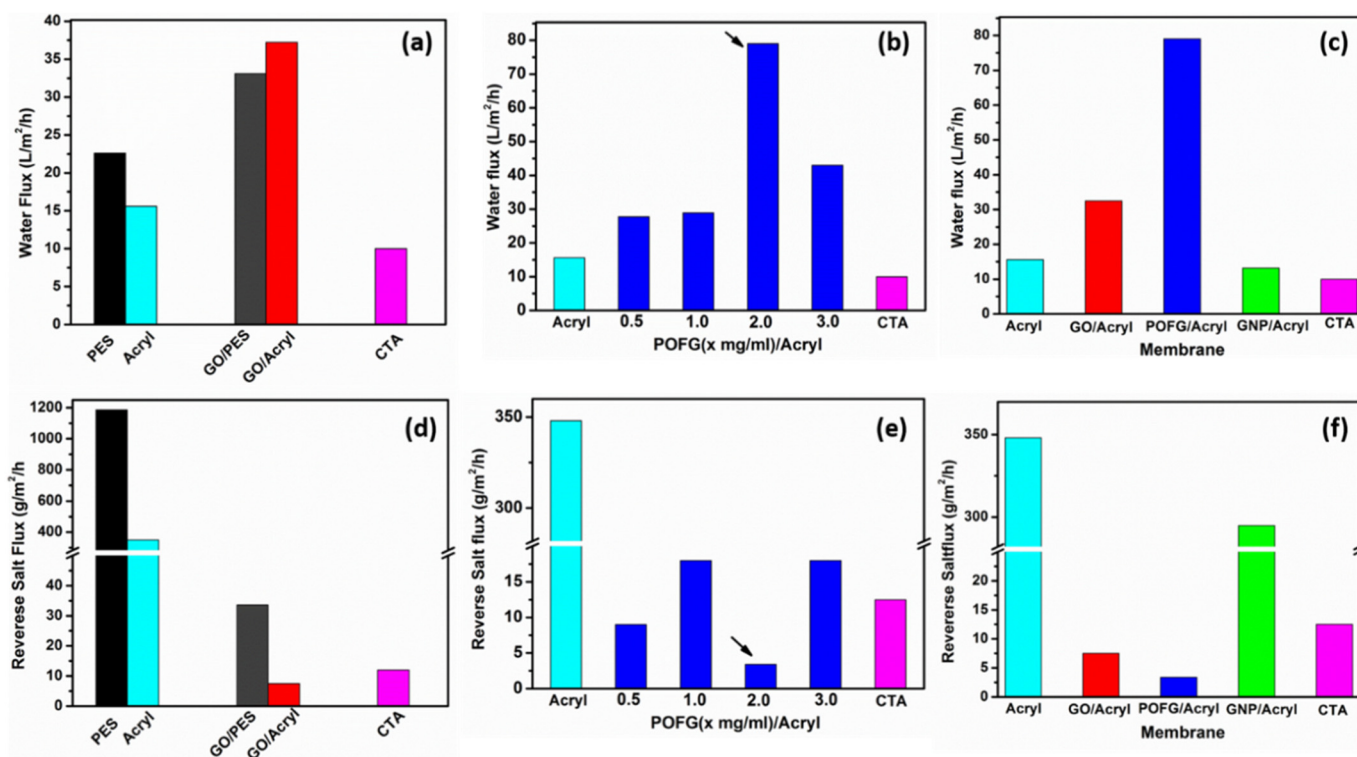 (a)
Water Flux (L/m²/h)
40
35
30
25
20
15
10
5
0
PES
Acryl
GO/PES
GO/Acryl
CTA
(b)
Water flux (L/m²/h)
80
70
60
50
40
30
20
10
0
Acryl 0.5 1.0 2.0 3.0 CTA
POFG(x mg/ml)/Acryl
(c)
Water flux (L/m²/h)
80
70
60
50
40
30
20
10
0
Acryl GO/Acryl POFG/Acryl GNP/Acryl CTA
Membrane
(d)
Reverese Salt Flux (g/m²/h
1200
1000
800
600
400
40
30
20
10
0
PES
Acryl
GO/PES
GO/Acryl
CTA
(e)
Reverse Salt flux (g/m²/h)
350
300
15
10
5
0
Acryl 0.5 1.0 2.0 3.0 CTA
POFG(x mg/ml)/Acryl
(f)
Revererse Saltflux (g/m²/h)
350
300
20
15
10
5
0
Acryl GO/Acryl POFG/Acryl GNP/Acryl CTA
Membrane